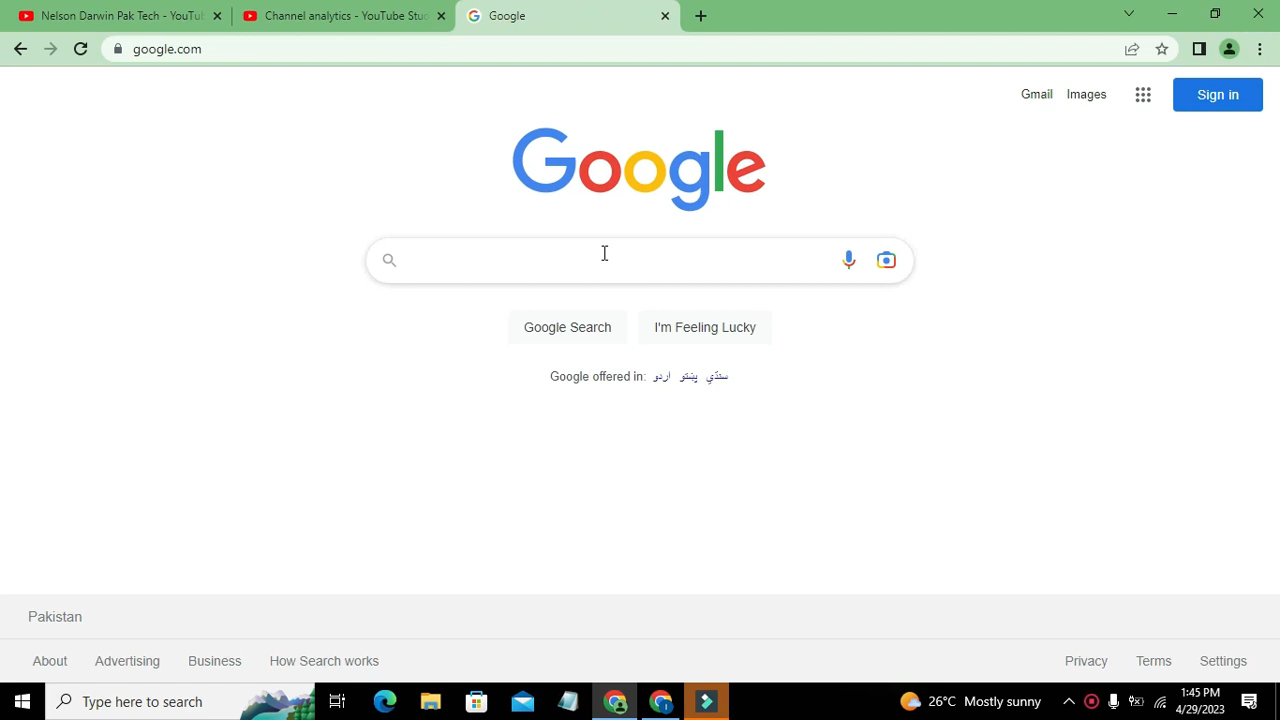 Nelson Darwin Pak Tech - YouTub
Channel analytics - YouTube Stud
Google
google.com
Gmail Images Sign in
Google
Google Search I'm Feeling Lucky
Google offered in: اردو پښتو سنڌي
Pakistan
About Advertising Business How Search works Privacy Terms Settings
Type here to search 26°C Mostly sunny 1:45 PM
4/29/2023